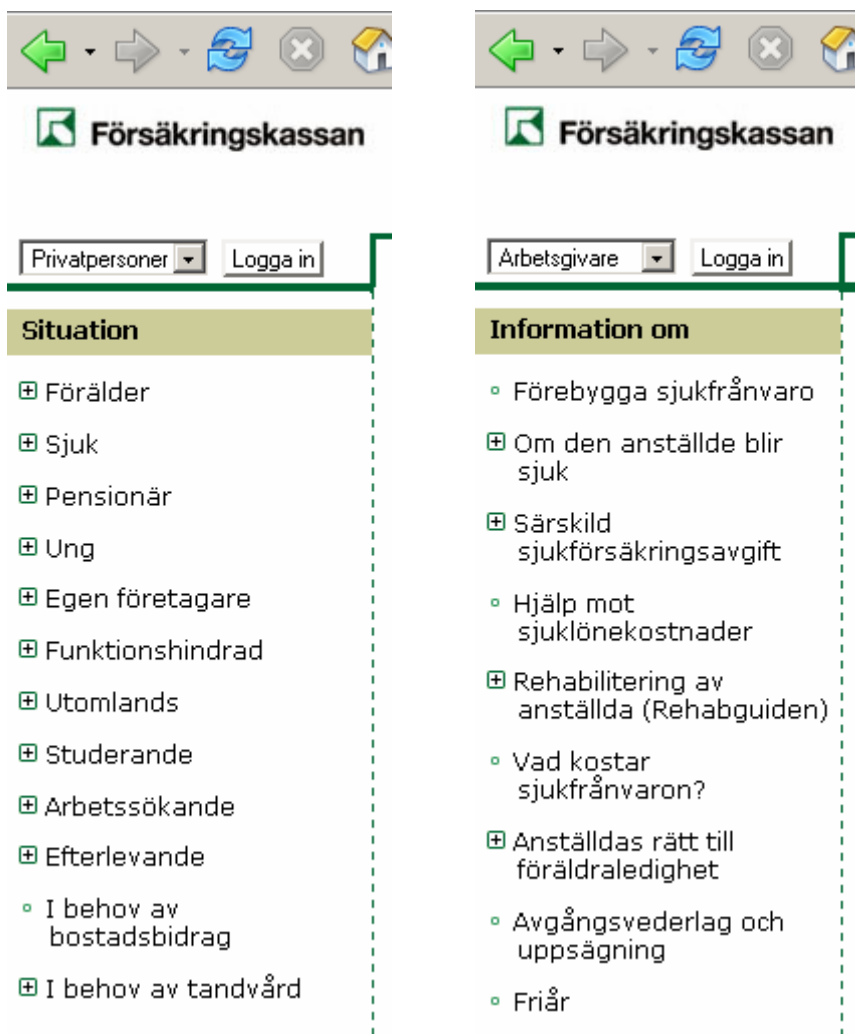 Försäkringskassan
Privatpersoner
Logga in
Situation
Förälder
Sjuk
Pensionär
Ung
Egen företagare
Funktionshindrad
Utomlands
Studerande
Arbetssökande
Efterlevande
I behov av
bostadsbidrag
I behov av tandvård
Försäkringskassan
Arbetsgivare
Logga in
Information om
Förebygga sjukfrånvaro
Om den anställde blir
sjuk
Särskild
sjukförsäkringsavgift
Hjälp mot
sjuklönekostnader
Rehabilitering av
anställda (Rehabguiden)
Vad kostar
sjukfrånvaron?
Anställdas rätt till
föräldraledighet
Avgångsvederlag och
uppsägning
Friår